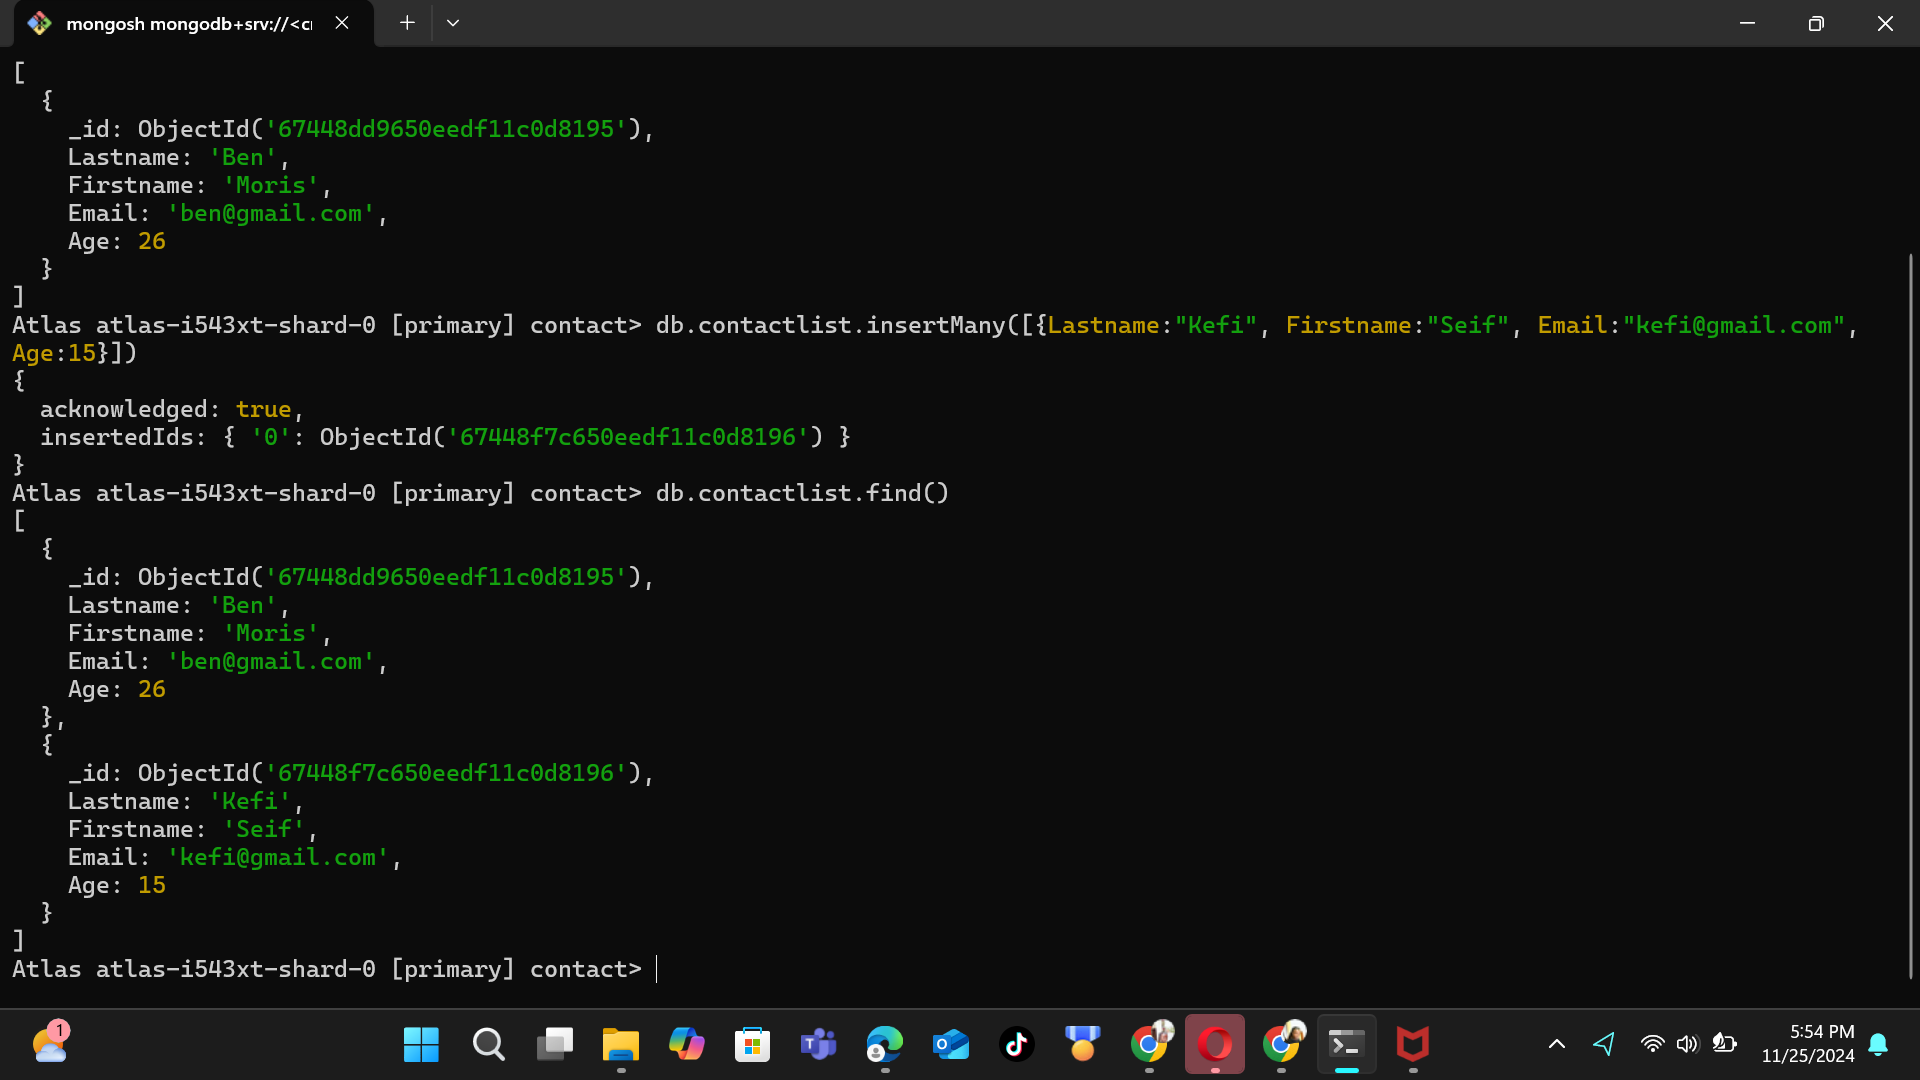 mongosh mongodb+srv://<cr
[
  {
    _id: ObjectId('67448dd9650eedf11c0d8195'),
    Lastname: 'Ben',
    Firstname: 'Moris',
    Email: 'ben@gmail.com',
    Age: 26
  }
]
Atlas atlas-i543xt-shard-0 [primary] contact> db.contactlist.insertMany([{Lastname:"Kefi", Firstname:"Seif", Email:"kefi@gmail.com",
Age:15}])
{
  acknowledged: true,
  insertedIds: { '0': ObjectId('67448f7c650eedf11c0d8196') }
}
Atlas atlas-i543xt-shard-0 [primary] contact> db.contactlist.find()
[
  {
    _id: ObjectId('67448dd9650eedf11c0d8195'),
    Lastname: 'Ben',
    Firstname: 'Moris',
    Email: 'ben@gmail.com',
    Age: 26
  },
  {
    _id: ObjectId('67448f7c650eedf11c0d8196'),
    Lastname: 'Kefi',
    Firstname: 'Seif',
    Email: 'kefi@gmail.com',
    Age: 15
  }
]
Atlas atlas-i543xt-shard-0 [primary] contact>
1
5:54 PM
11/25/2024